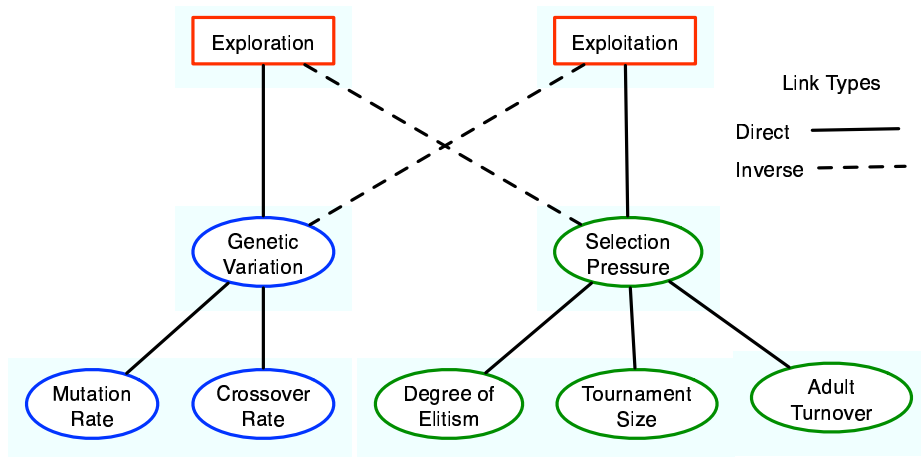 Exploration
Exploitation
Link Types
Direct
Inverse
Genetic
Variation
Selection
Pressure
Mutation
Rate
Crossover
Rate
Degree of
Elitism
Tournament
Size
Adult
Turnover